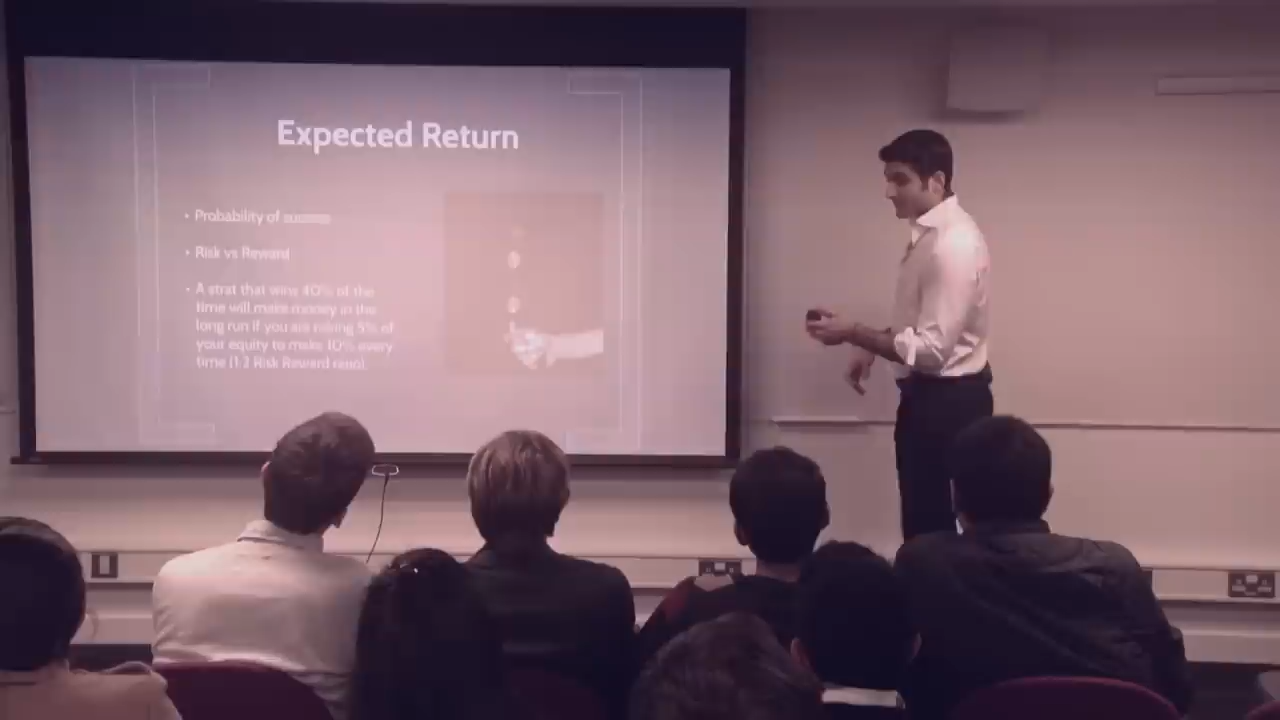 Expected Return
• Probability of success
• Risk vs Reward
• A strat that wins 40% of the
time will make money in the
long run if you are risking 5% of
your equity to make 10% every
time (1:2 Risk Reward ratio).